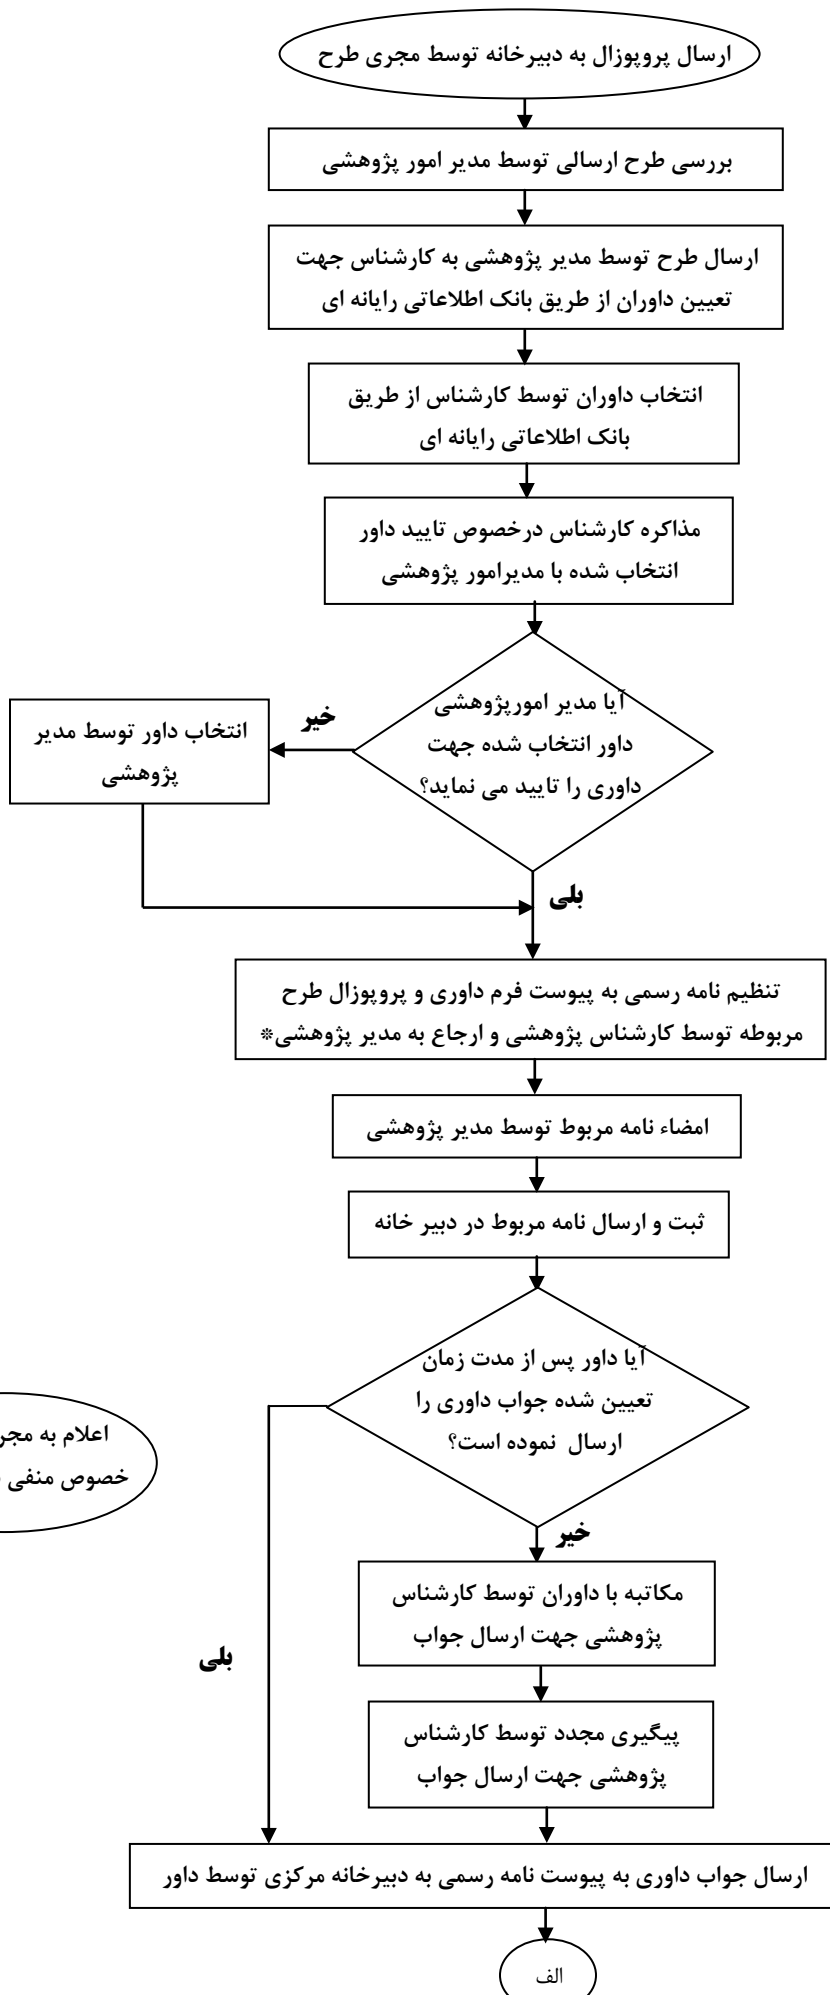 ارسال پروپوزال به دبیرخانه توسط مجری طرح
بررسی طرح ارسالی توسط مدیر امور پژوهشی
ارسال طرح توسط مدیر پژوهشی به کارشناس جهت
تعیین داوران از طریق بانک اطلاعاتی رایانه ای
انتخاب داوران توسط کارشناس از طریق
بانک اطلاعاتی رایانه ای
مذاکره کارشناس درخصوص تایید داور
انتخاب شده با مدیرامور پژوهشی
آیا مدیر امورپژوهشی
داور انتخاب شده جهت
داوری را تایید می نماید؟
خیر
انتخاب داور توسط مدیر
پژوهشی
بلی
تنظیم نامه رسمی به پیوست فرم داوری و پروپوزال طرح
مربوطه توسط کارشناس پژوهشی و ارجاع به مدیر پژوهشی*
امضاء نامه مربوط توسط مدیر پژوهشی
ثبت و ارسال نامه مربوط در دبیر خانه
آیا داور پس از مدت زمان
تعیین شده جواب داوری را
ارسال نموده است؟
اعلام به
خصوص منفی
خیر
مکاتبه با داوران توسط کارشناس
پژوهشی جهت ارسال جواب
بلی
پیگیری مجدد توسط کارشناس
پژوهشی جهت ارسال جواب
ارسال جواب داوری به پیوست نامه رسمی به دبیرخانه مرکزی توسط داور
الف